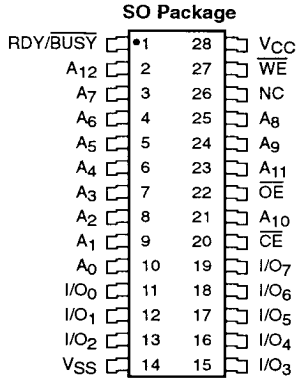 SO Package
RDY/BUSY 1 28 VCC
A12 2 27 WE
A7 3 26 NC
A6 4 25 A8
A5 5 24 A9
A4 6 23 A11
A3 7 22 OE
A2 8 21 A10
A1 9 20 CE
A0 10 19 I/O7
I/O0 11 18 I/O6
I/O1 12 17 I/O5
I/O2 13 16 I/O4
VSS 14 15 I/O3